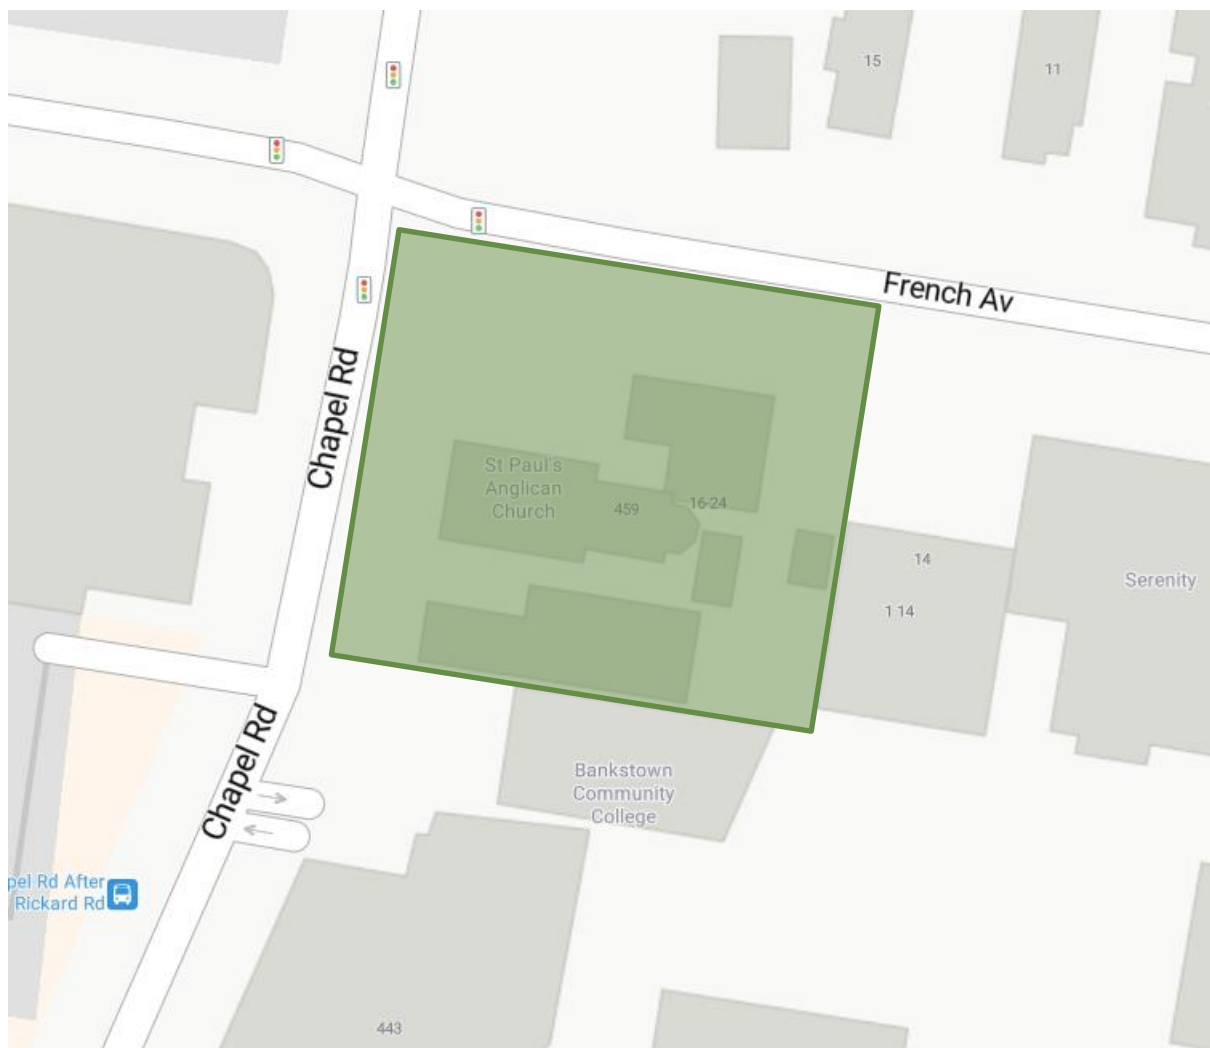 15
11
French Av
Chapel Rd
St Paul's
Anglican
Church
459
16-24
14
1 14
Serenity
Chapel Rd
Bankstown
Community
College
pel Rd After
Rickard Rd
443